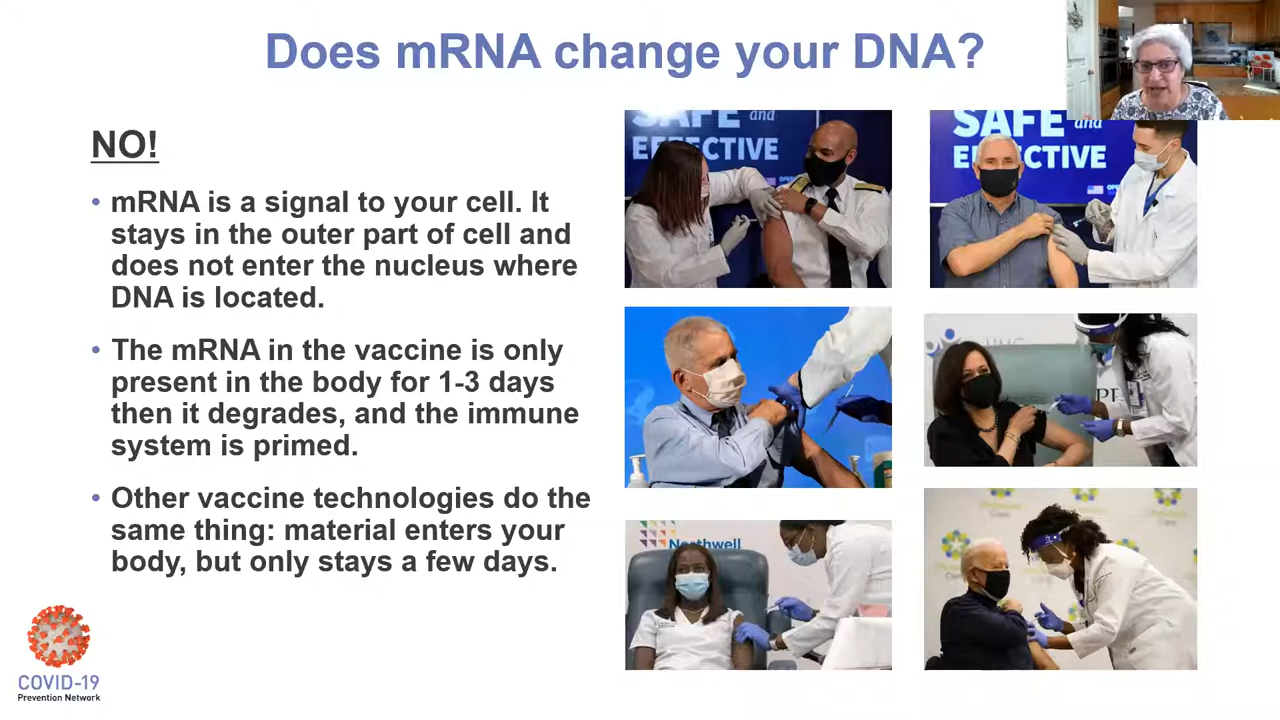 Does mRNA change your DNA?
NO!
• mRNA is a signal to your cell. It
stays in the outer part of cell and
does not enter the nucleus where
DNA is located.
• The mRNA in the vaccine is only
present in the body for 1-3 days
then it degrades, and the immune
system is primed.
• Other vaccine technologies do the
same thing: material enters your
body, but only stays a few days.
SAFE and
EFFECTIVE
SAFE and
EFFECTIVE
Northwell
COVID-19
Prevention Network